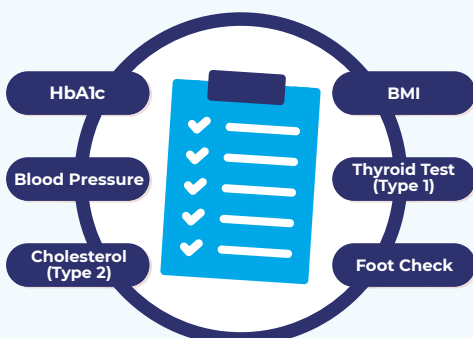 HbA1c
Blood Pressure
Cholesterol
(Type 2)
BMI
Thyroid Test
(Type 1)
Foot Check